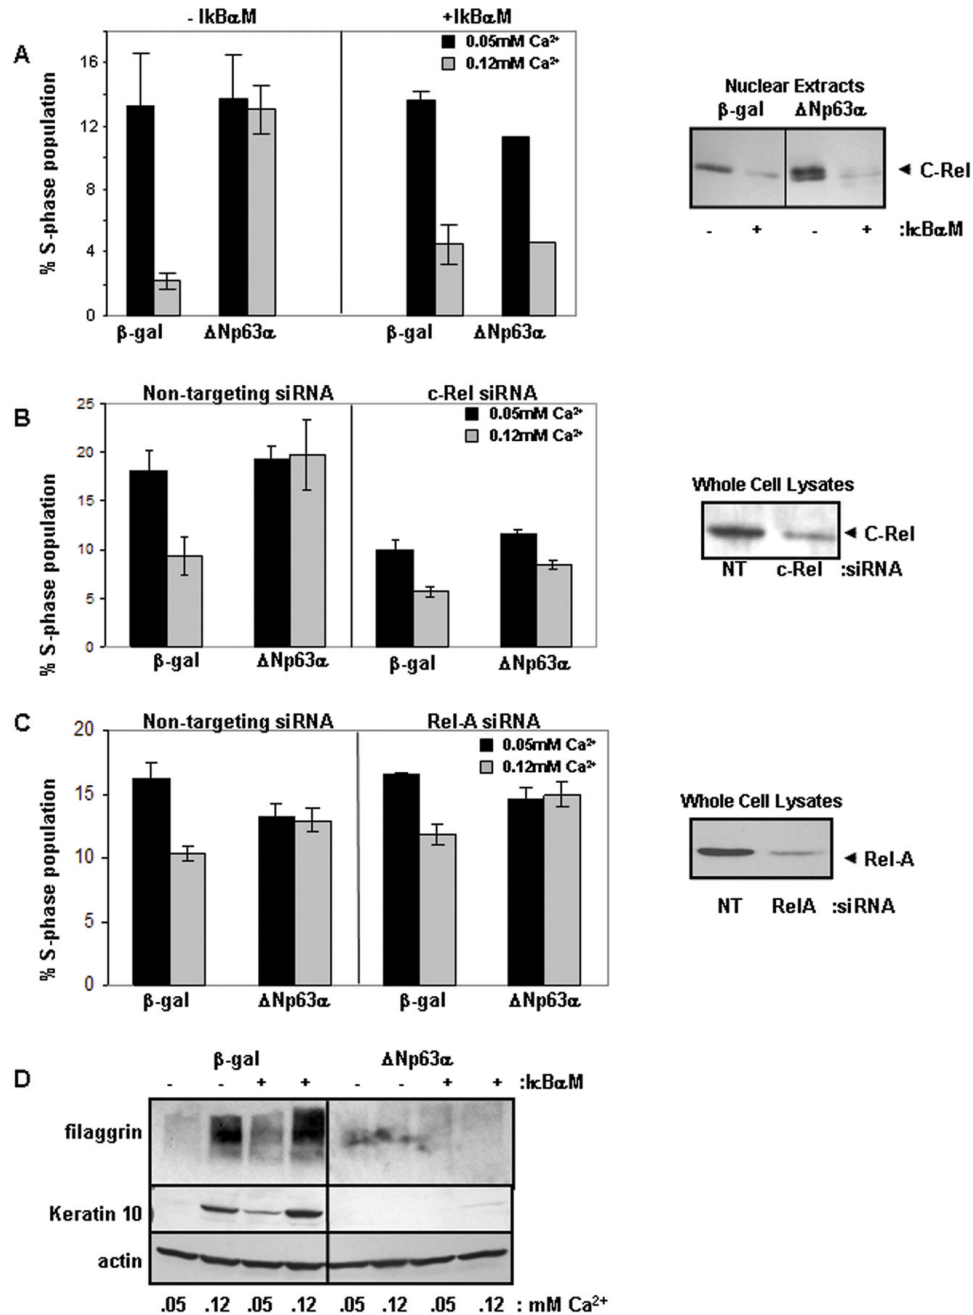 A
- IkBαM
+IkBαM
% S-phase population
16
12
8
4
0
0.05mM Ca²⁺
0.12mM Ca²⁺
β-gal
ΔNp63α
β-gal
ΔNp63α
Nuclear Extracts
β-gal ΔNp63α
◄ C-Rel
- + - + :IκBαM
B
Non-targeting siRNA
c-Rel siRNA
% S-phase population
25
20
15
10
5
0
0.05mM Ca²⁺
0.12mM Ca²⁺
β-gal
ΔNp63α
β-gal
ΔNp63α
Whole Cell Lysates
◄ C-Rel
NT c-Rel :siRNA
C
Non-targeting siRNA
Rel-A siRNA
% S-phase population
20
15
10
5
0
0.05mM Ca²⁺
0.12mM Ca²⁺
β-gal
ΔNp63α
β-gal
ΔNp63α
Whole Cell Lysates
◄ Rel-A
NT RelA :siRNA
D
β-gal ΔNp63α
- - + + - - + + :IκBαM
filaggrin
Keratin 10
actin
.05 .12 .05 .12 .05 .12 .05 .12 : mM Ca²⁺